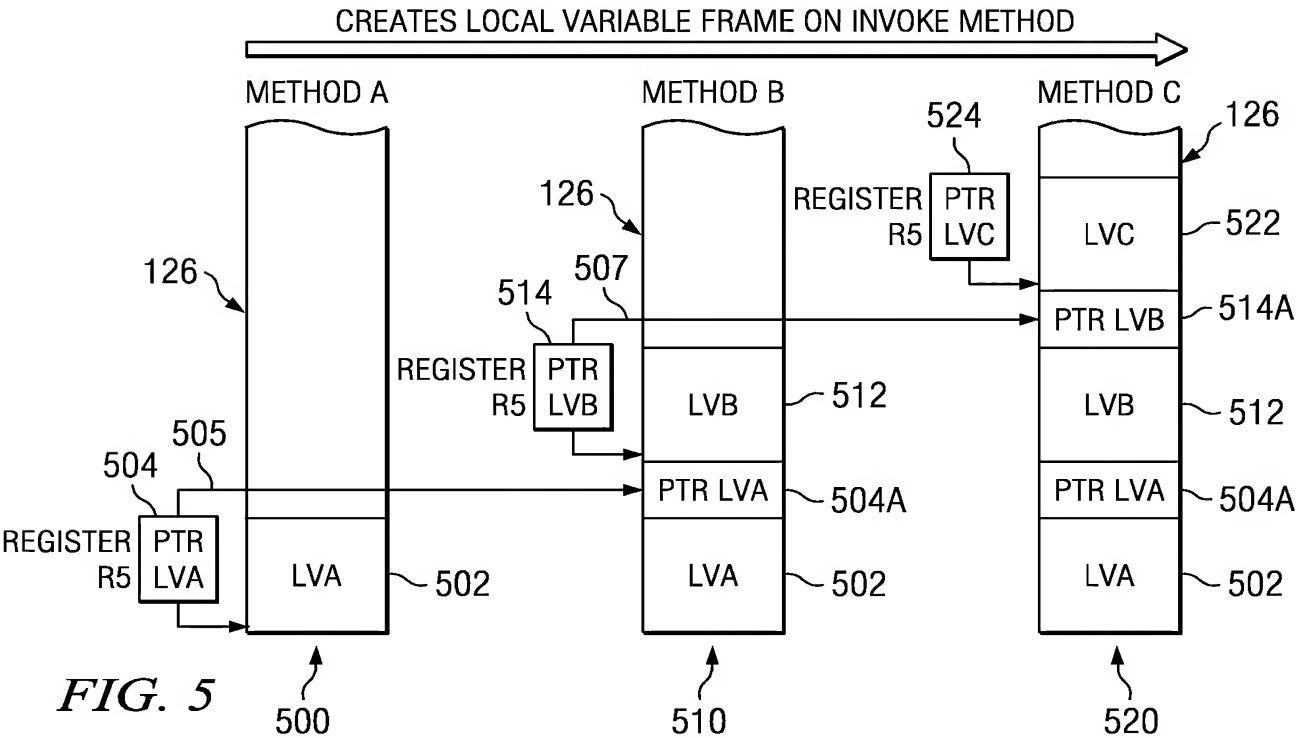 CREATES LOCAL VARIABLE FRAME ON INVOKE METHOD
METHOD A
METHOD B
METHOD C
524
126
REGISTER
R5
PTR
LVC
LVC
522
126
126
507
514
PTR LVB
514A
REGISTER
R5
PTR
LVB
LVB
512
LVB
512
505
504
PTR LVA
504A
PTR LVA
504A
REGISTER
R5
PTR
LVA
LVA
502
LVA
502
LVA
502
FIG. 5
500
510
520